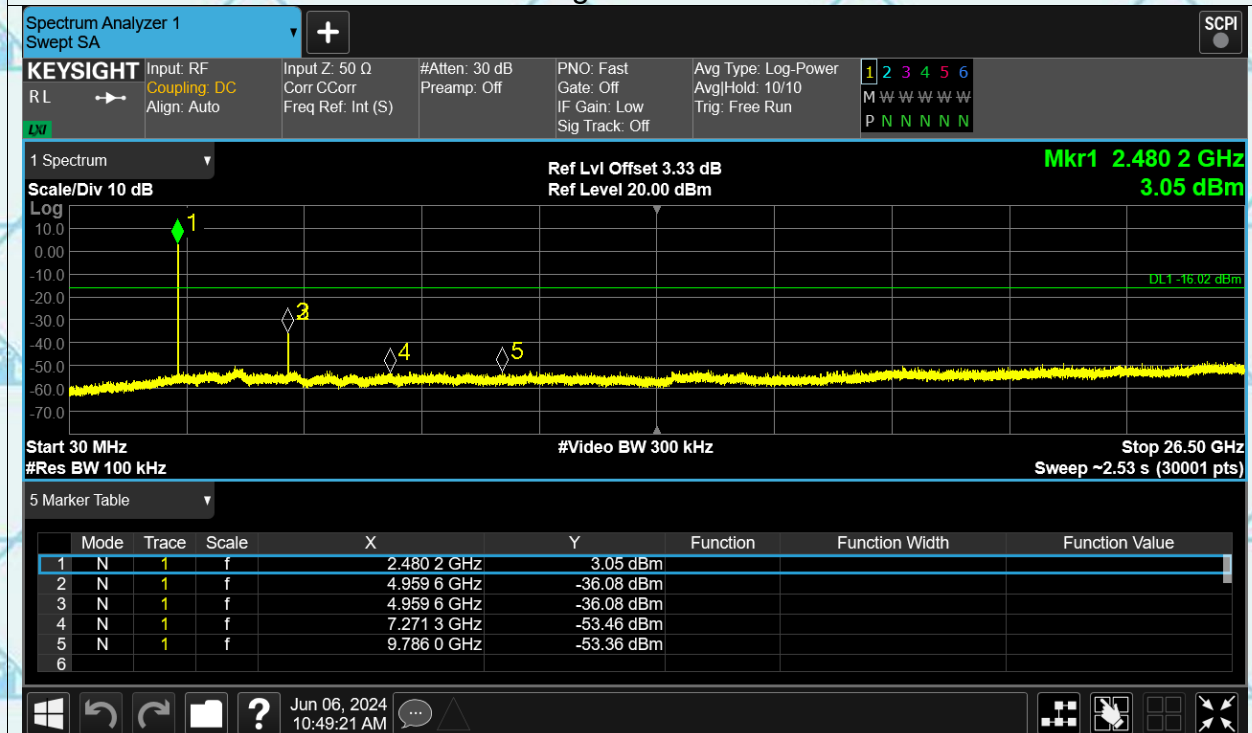 Spectrum Analyzer 1
Swept SA
+
SCPI
KEYSIGHT
RL
LXI
Input: RF
Coupling: DC
Align: Auto
Input Z: 50 Ω
Corr CCorr
Freq Ref: Int (S)
#Atten: 30 dB
Preamp: Off
PNO: Fast
Gate: Off
IF Gain: Low
Sig Track: Off
Avg Type: Log-Power
Avg|Hold: 10/10
Trig: Free Run
1 2 3 4 5 6
M W W W W W
P N N N N N
1 Spectrum
Scale/Div 10 dB
Ref Lvl Offset 3.33 dB
Ref Level 20.00 dBm
Mkr1 2.480 2 GHz
3.05 dBm
Log
10.0
0.00
-10.0
-20.0
-30.0
-40.0
-50.0
-60.0
-70.0
1
3
4
5
DL1 -16.02 dBm
Start 30 MHz
#Video BW 300 kHz
Stop 26.50 GHz
#Res BW 100 kHz
Sweep ~2.53 s (30001 pts)
5 Marker Table
Mode Trace Scale X Y Function Function Width Function Value
1 N 1 f 2.480 2 GHz 3.05 dBm
2 N 1 f 4.959 6 GHz -36.08 dBm
3 N 1 f 4.959 6 GHz -36.08 dBm
4 N 1 f 7.271 3 GHz -53.46 dBm
5 N 1 f 9.786 0 GHz -53.36 dBm
6
?
Jun 06, 2024
10:49:21 AM